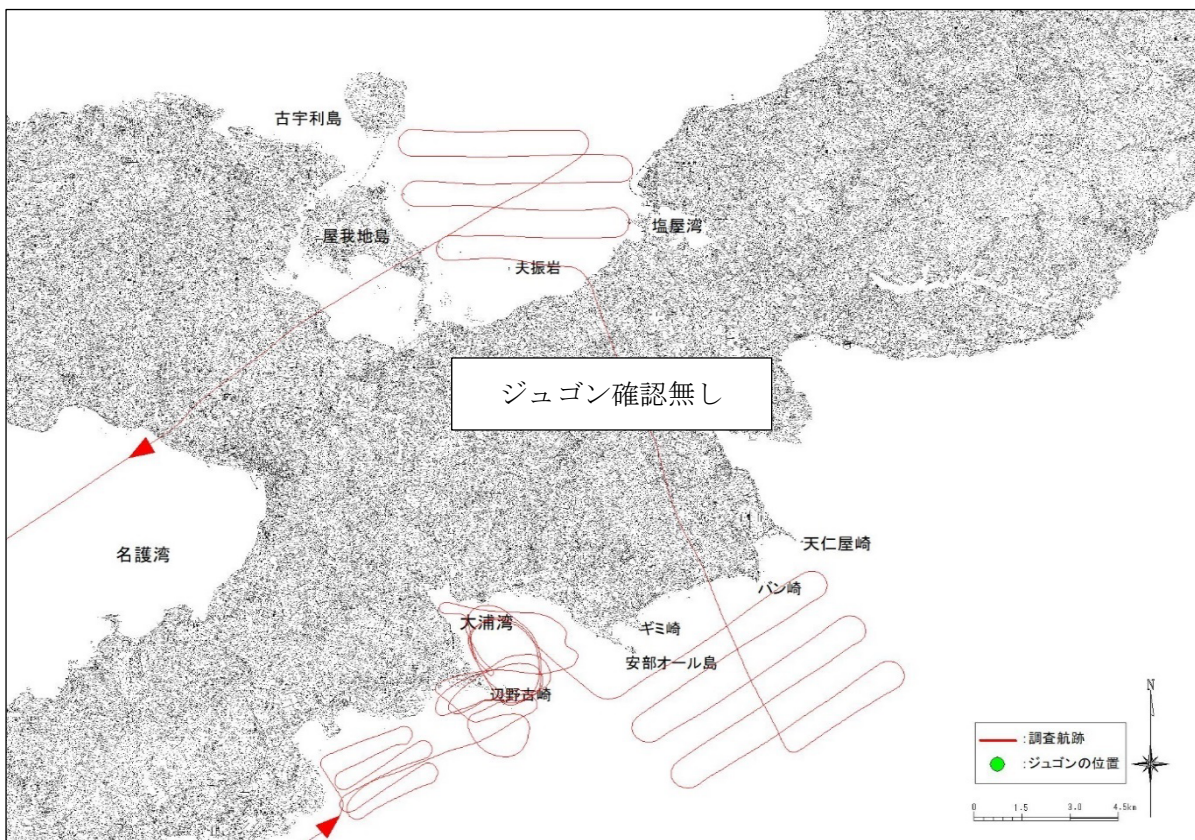 古宇利島
屋我地島
塩屋湾
夫振岩
ジュゴン確認無し
名護湾
天仁屋崎
バン崎
大浦湾
ギミ崎
安部オール島
辺野古崎
N
:調査航跡
:ジュゴンの位置
0 1.5 3.0 4.5km